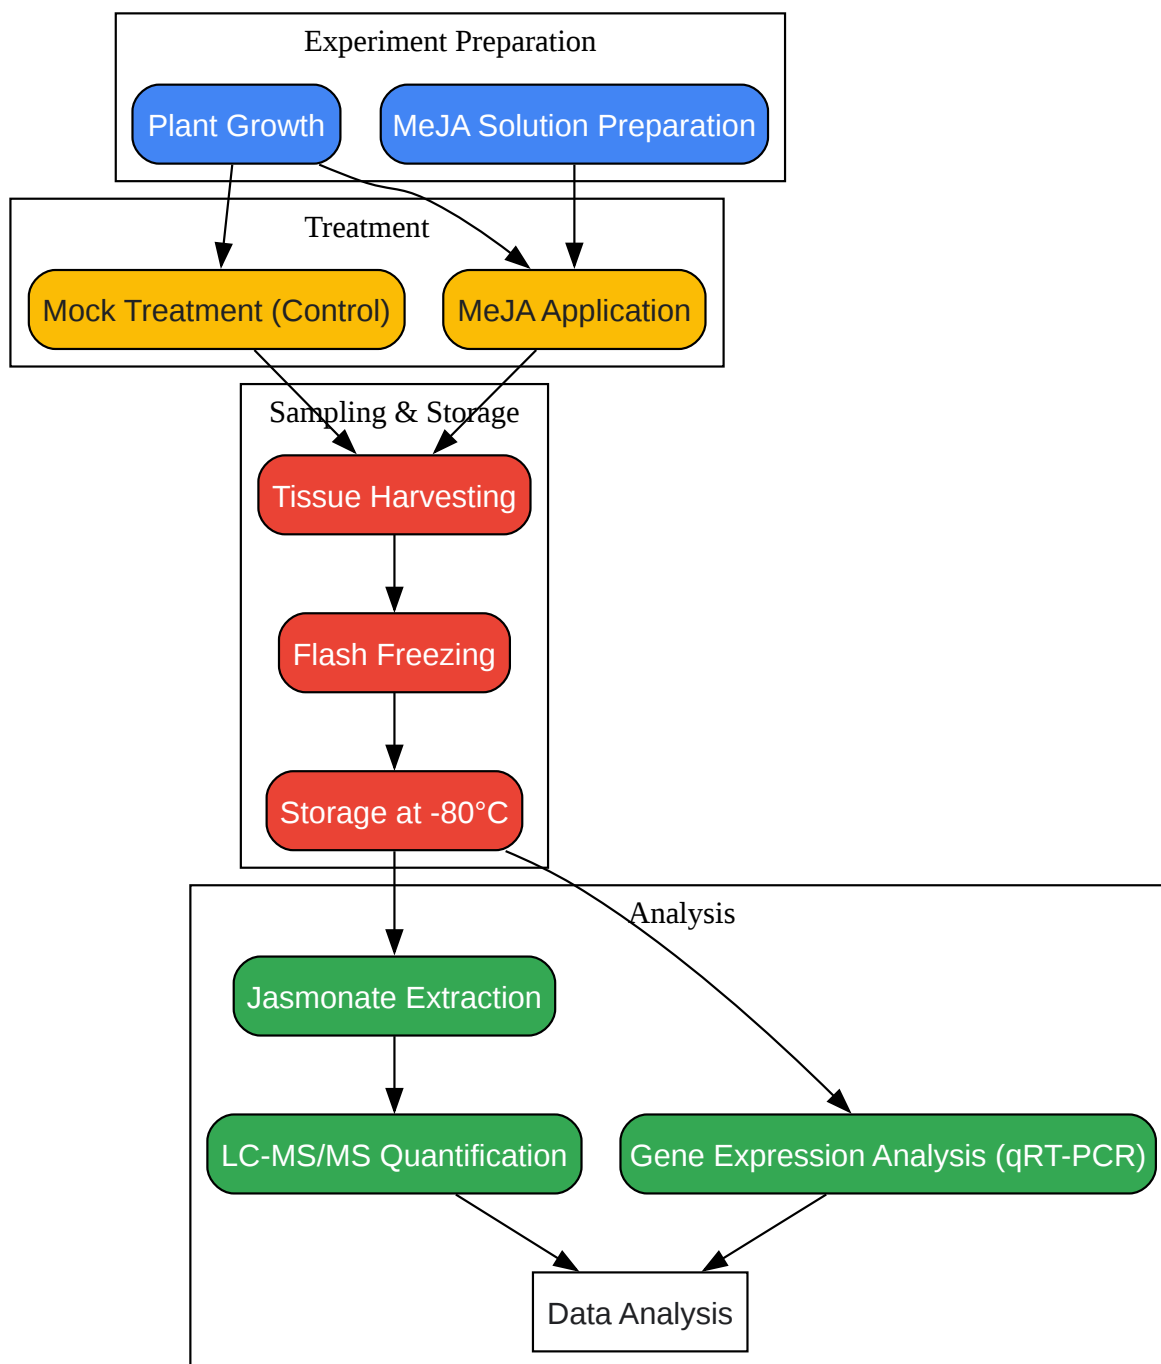 Experiment Preparation
Plant Growth
MeJA Solution Preparation
Treatment
Mock Treatment (Control)
MeJA Application
Sampling & Storage
Tissue Harvesting
Flash Freezing
Storage at -80°C
Analysis
Jasmonate Extraction
LC-MS/MS Quantification
Gene Expression Analysis (qRT-PCR)
Data Analysis